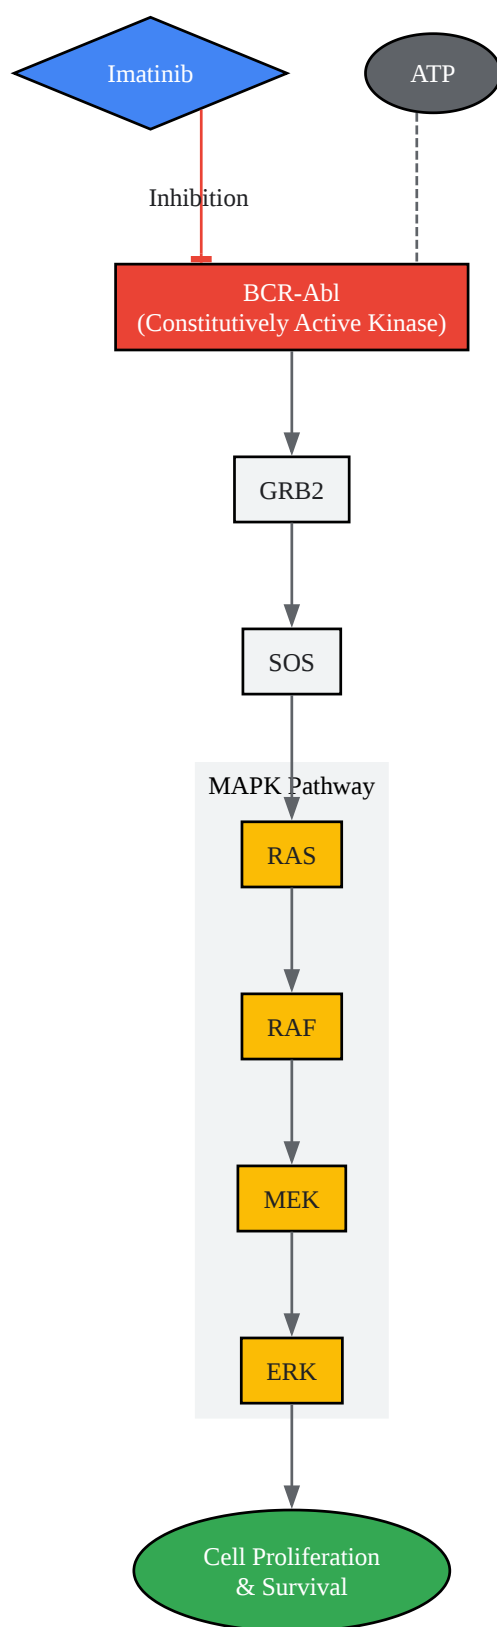 Imatinib
ATP
Inhibition
BCR-Abl
(Constitutively Active Kinase)
GRB2
SOS
MAPK Pathway
RAS
RAF
MEK
ERK
Cell Proliferation
& Survival